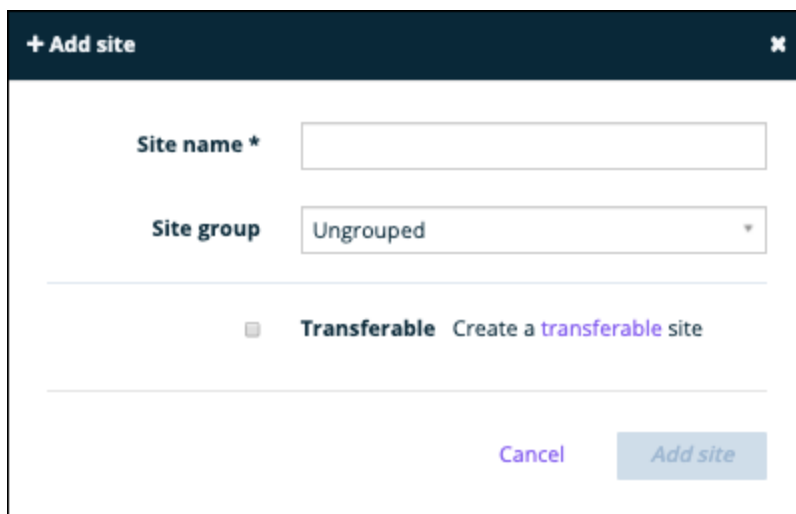 + Add site ×
Site name *
Site group Ungrouped
Transferable Create a transferable site
Cancel Add site